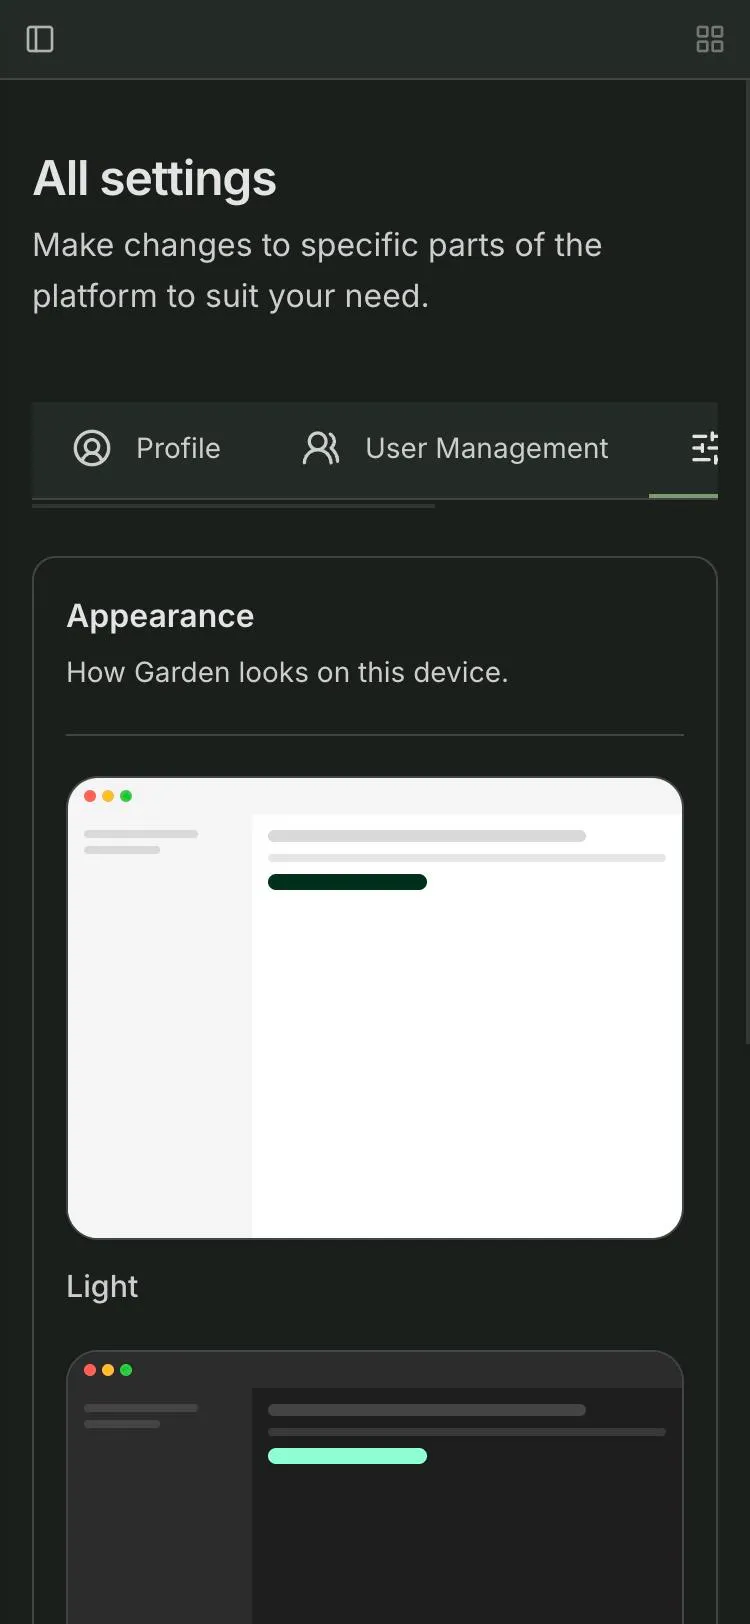 All settings
Make changes to specific parts of the
platform to suit your need.
Profile
User Management
Appearance
How Garden looks on this device.
Light